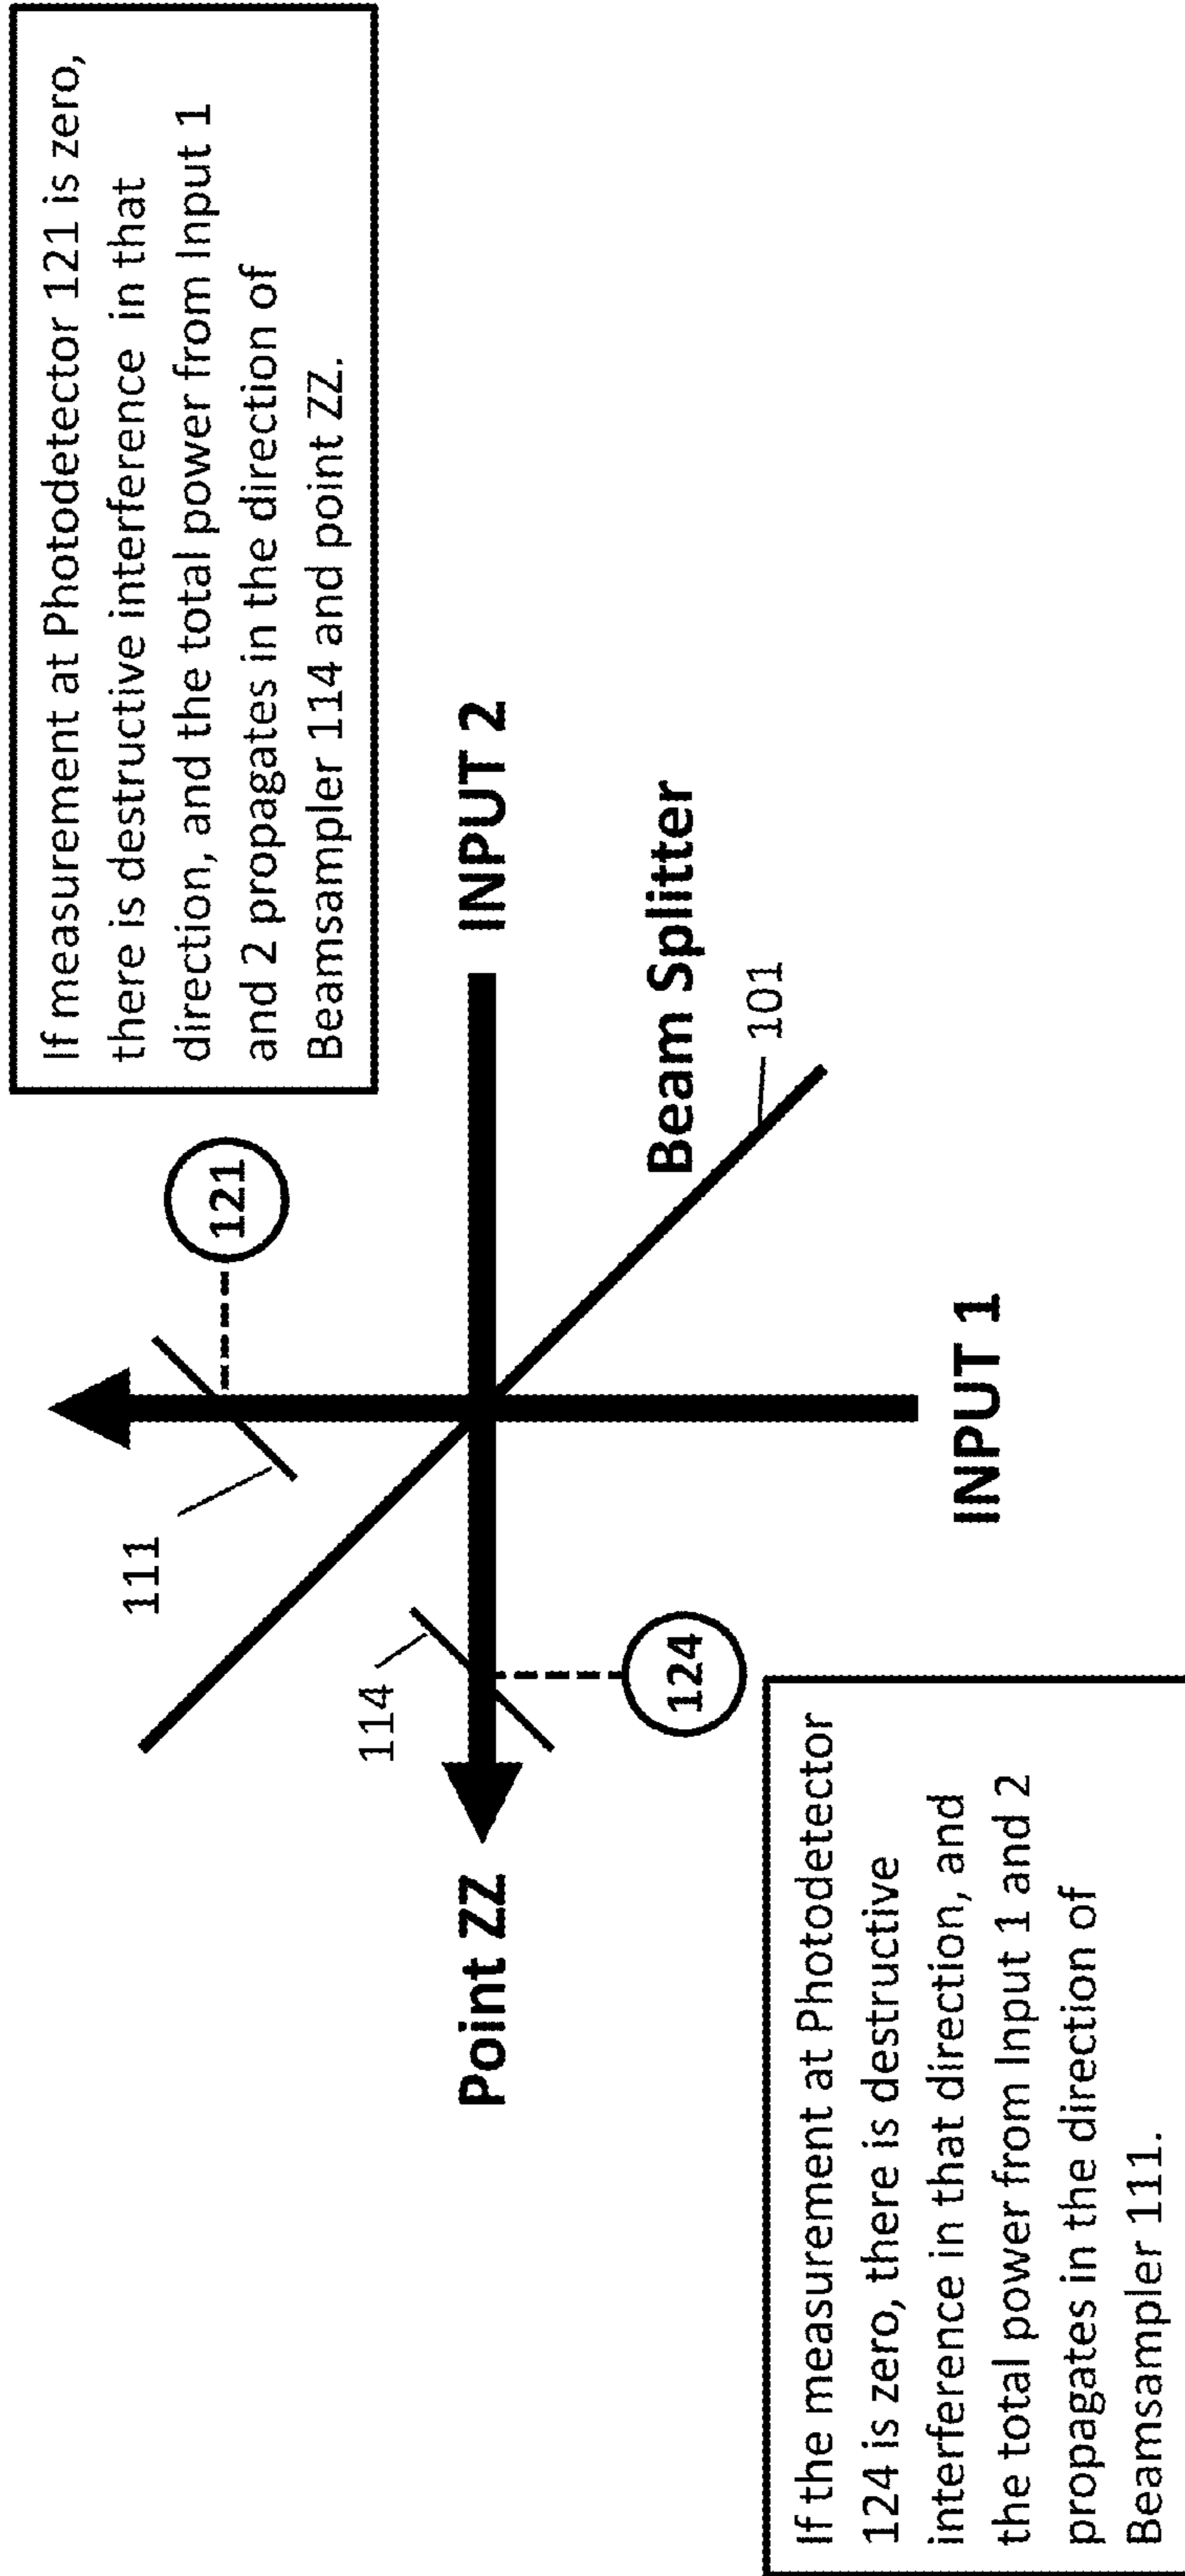 If measurement at Photodetector 121 is zero,
there is destructive interference in that
direction, and the total power from Input 1
and 2 propagates in the direction of
Beamsampler 114 and point ZZ.
121
111
114
Point ZZ
INPUT 2
124
Beam Splitter
101
INPUT 1
If the measurement at Photodetector
124 is zero, there is destructive
interference in that direction, and
the total power from Input 1 and 2
propagates in the direction of
Beamsampler 111.